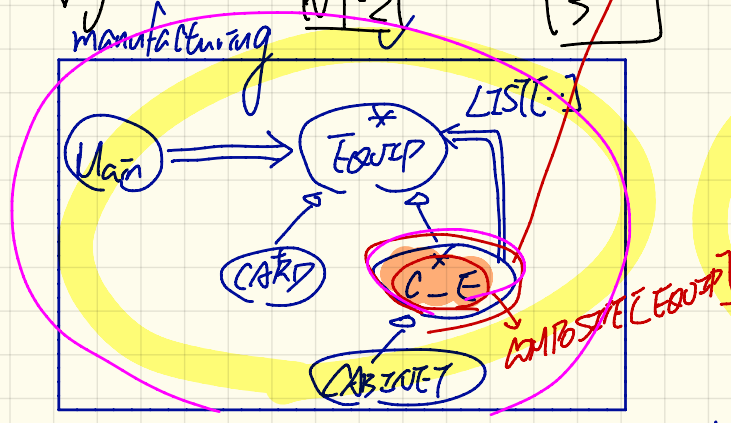 manufacturing
LIST[..]
*
Main
EQUIP
CARD
*
C_E
COMPOSITE[EQUIP]
CABINET